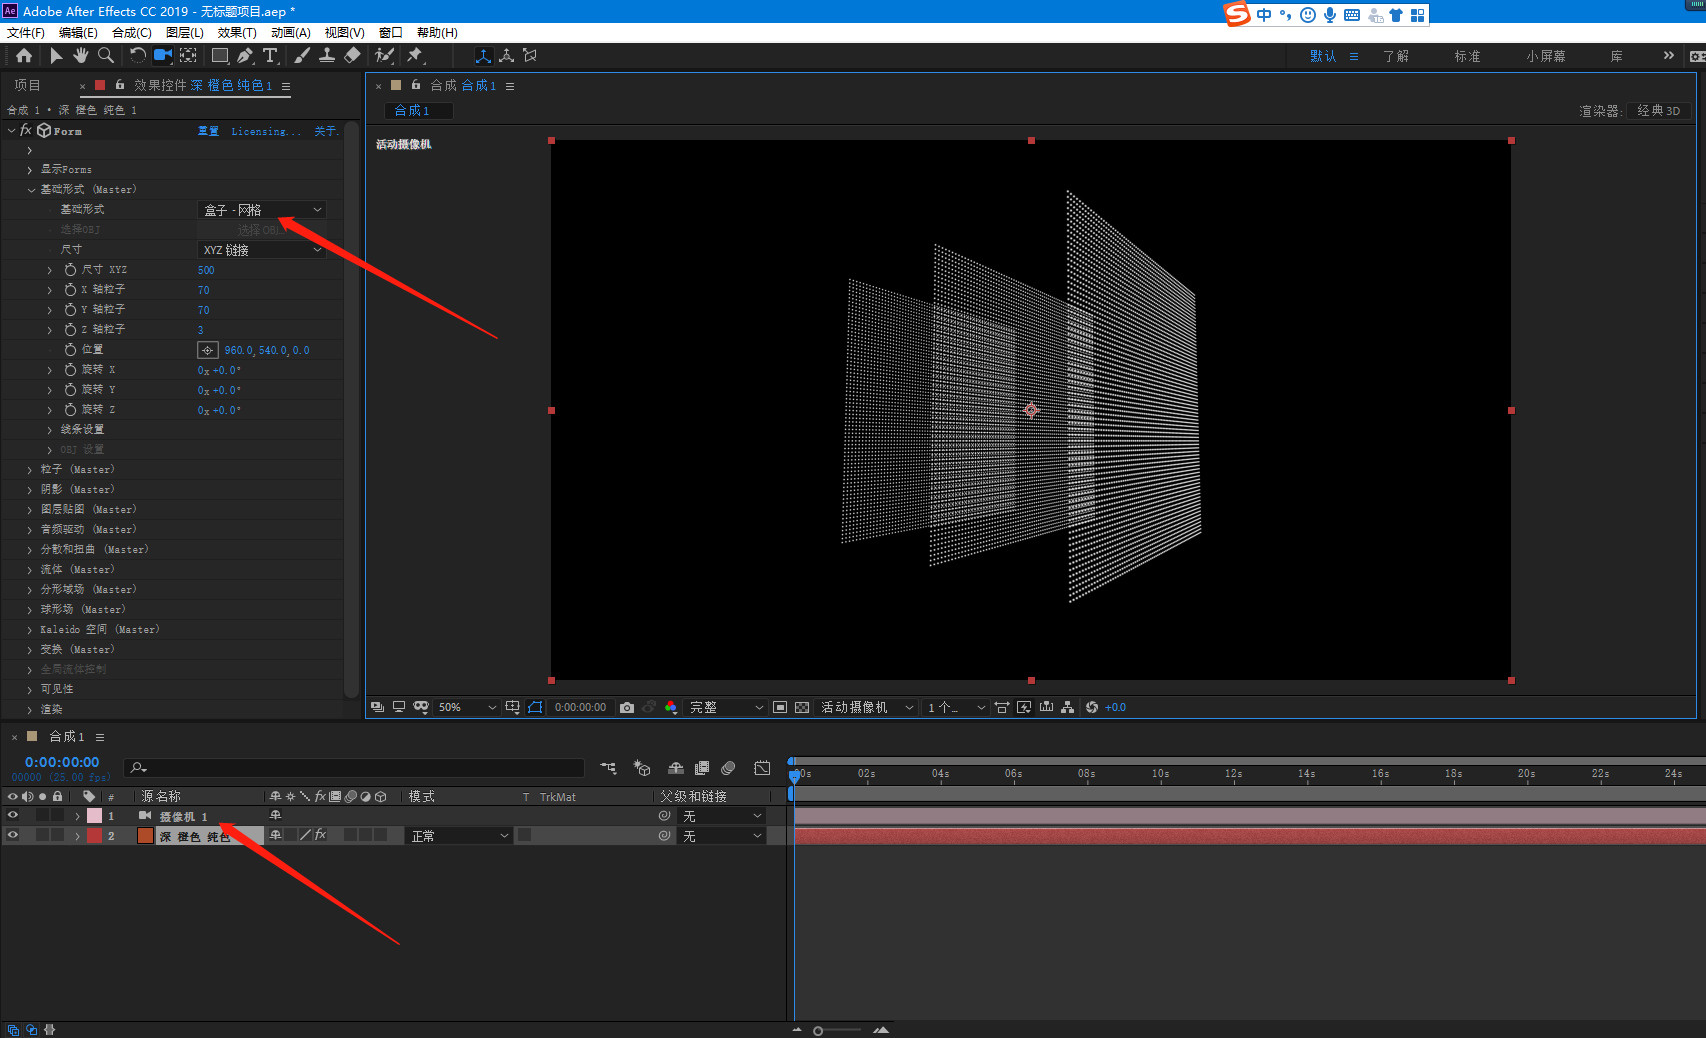 Ae Adobe After Effects CC 2019 - 无标题项目.aep *
中
文件(F) 编辑(E) 合成(C) 图层(L) 效果(T) 动画(A) 视图(V) 窗口 帮助(H)
T 默认 了解 标准 小屏幕 库
项目 × 效果控件 深 橙色 纯色 1
合成 1 • 深 橙色 纯色 1
fx Form 重置 Licensing... 关于.
显示Forms
基础形式 (Master)
基础形式 盒子 - 网格
选择OBJ 选择 OBJ...
尺寸 XYZ 链接
尺寸 XYZ 500
X 轴粒子 70
Y 轴粒子 70
Z 轴粒子 3
位置 960.0, 540.0, 0.0
旋转 X 0x +0.0°
旋转 Y 0x +0.0°
旋转 Z 0x +0.0°
线条设置
OBJ 设置
粒子 (Master)
阴影 (Master)
图层贴图 (Master)
音频驱动 (Master)
分散和扭曲 (Master)
流体 (Master)
分形域场 (Master)
球形场 (Master)
Kaleido 空间 (Master)
变换 (Master)
全局流体控制
可见性
渲染
× 合成 合成 1
合成 1
渲染器: 经典 3D
活动摄像机
50% 0:00:00:00 完整 活动摄像机 1 个... +0.0
× 合成 1
0:00:00:00
00000 (25.00 fps)
00s 02s 04s 06s 08s 10s 12s 14s 16s 18s 20s 22s 24s
# 源名称 fx 模式 T TrkMat 父级和链接
1 摄像机 1 无
2 深 橙色 纯色 fx 正常 无